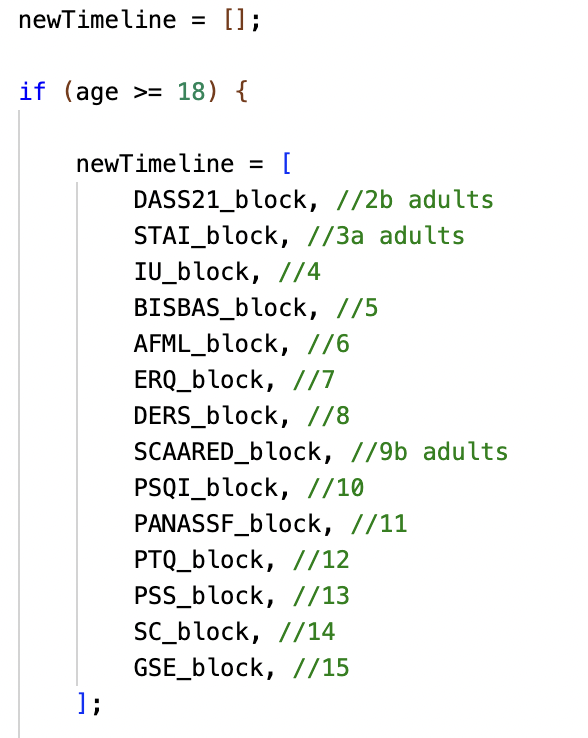 newTimeline = [];
if (age >= 18) {
newTimeline = [
DASS21_block, //2b adults
STAI_block, //3a adults
IU_block, //4
BISBAS_block, //5
AFML_block, //6
ERQ_block, //7
DERS_block, //8
SCAARED_block, //9b adults
PSQI_block, //10
PANASSF_block, //11
PTQ_block, //12
PSS_block, //13
SC_block, //14
GSE_block, //15
];